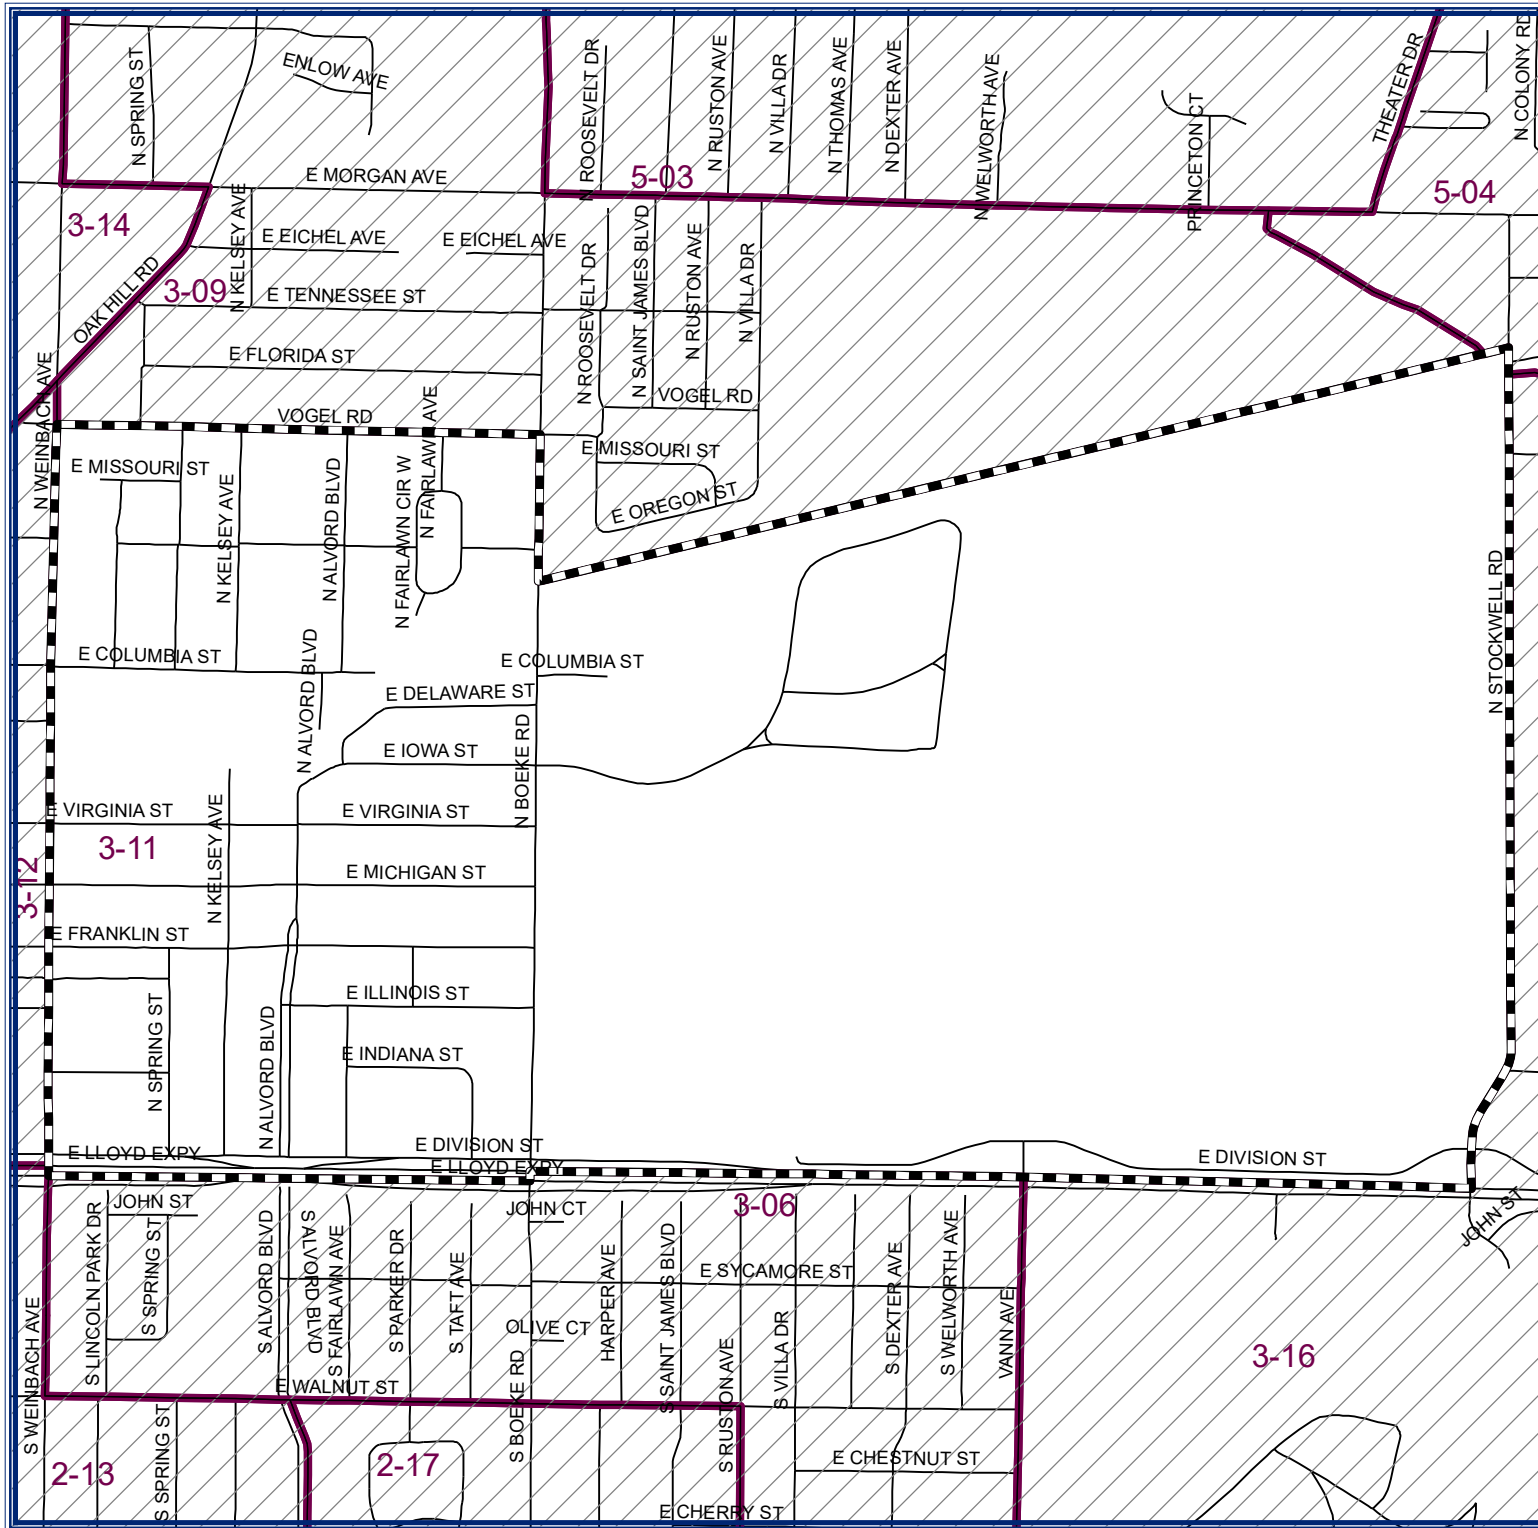 ENLOW AVE
N SPRING ST
N ROOSEVELT DR
N RUSTON AVE
N VILLA DR
N THOMAS AVE
N DEXTER AVE
N WELWORTH AVE
PRINCETON CT
THEATER DR
N COLONY RD
E MORGAN AVE
5-03
5-04
3-14
N KELSEY AVE
E EICHEL AVE
E EICHEL AVE
N ROOSEVELT DR
N SAINT JAMES BLVD
N RUSTON AVE
N VILLA DR
OAK HILL RD
3-09
E TENNESSEE ST
E FLORIDA ST
N WEINBACH AVE
VOGEL RD
VOGEL RD
E MISSOURI ST
E MISSOURI ST
E OREGON ST
N KELSEY AVE
N ALVORD BLVD
N FAIRLAWN CIR W
N FAIRLAWN AVE
N STOCKWELL RD
E COLUMBIA ST
E COLUMBIA ST
N ALVORD BLVD
E DELAWARE ST
E IOWA ST
N BOEKE RD
E VIRGINIA ST
E VIRGINIA ST
N KELSEY AVE
3-11
3-12
E MICHIGAN ST
E FRANKLIN ST
E ILLINOIS ST
N SPRING ST
N ALVORD BLVD
E INDIANA ST
E DIVISION ST
E DIVISION ST
E LLOYD EXPY
E LLOYD EXPY
3-06
JOHN ST
JOHN CT
JOHN ST
S LINCOLN PARK DR
S SPRING ST
S ALVORD BLVD
S ALVORD BLVD
S FAIRLAWN AVE
S PARKER DR
S TAFT AVE
HARPER AVE
S SAINT JAMES BLVD
E SYCAMORE ST
S DEXTER AVE
S WELWORTH AVE
VANN AVE
OLIVE CT
S VILLA DR
S RUSTON AVE
3-16
S WEINBACH AVE
E WALNUT ST
S BOEKE RD
S SPRING ST
2-13
2-17
E CHESTNUT ST
E CHERRY ST